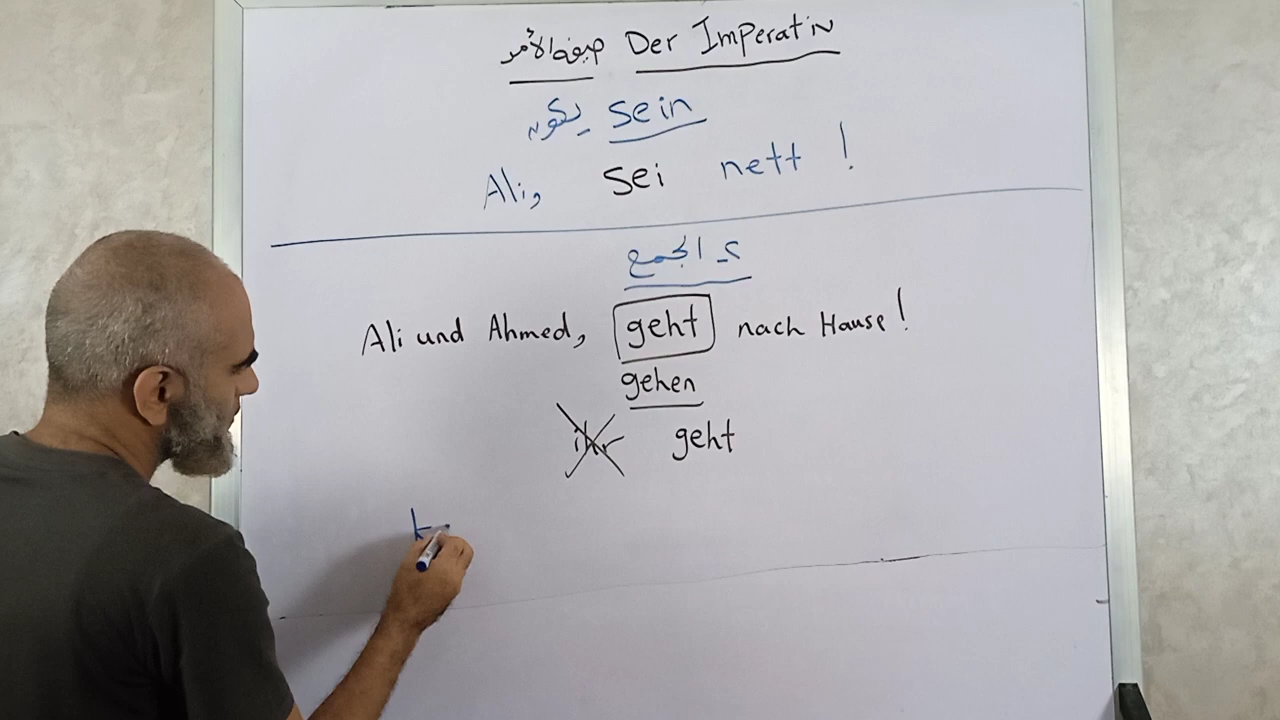 صيغة الأمر Der Imperativ
يكون sein
Ali, sei nett !
2ـ الجمع
Ali und Ahmed, geht nach Hause!
gehen
ihr geht
k